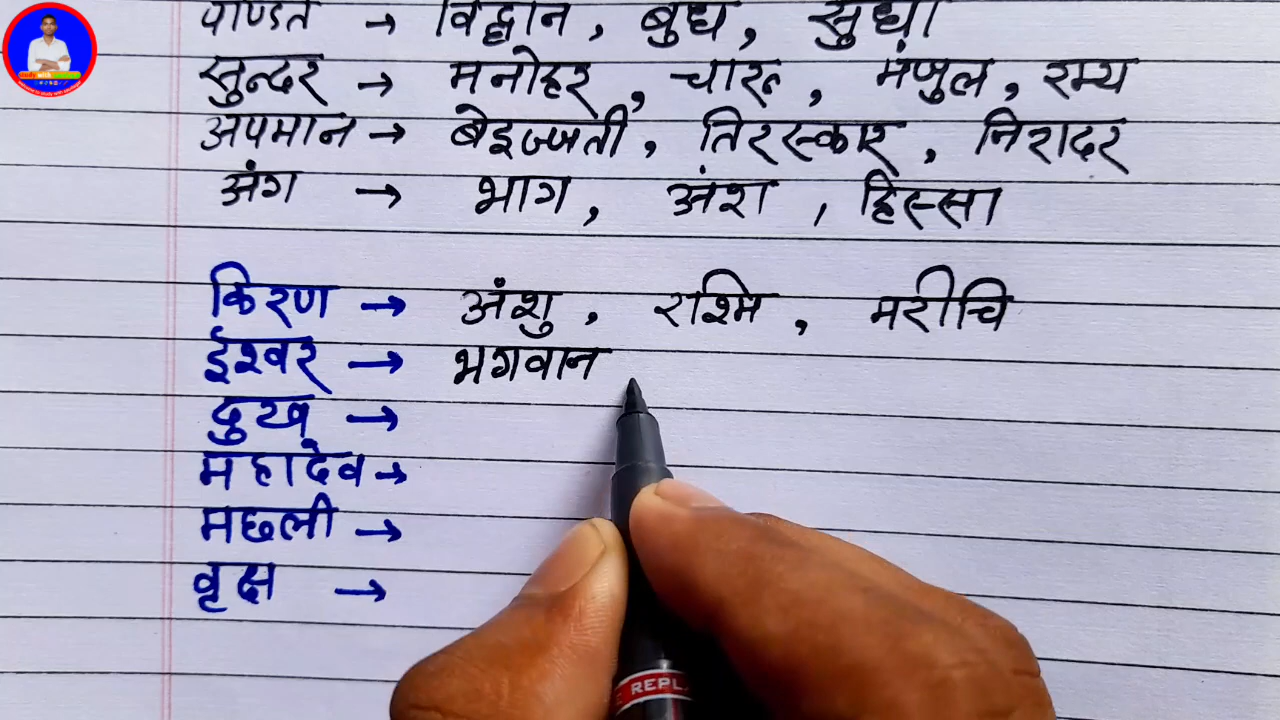 पण्डित → विद्वान, बुध, सुधी
सुन्दर → मनोहर, चारु, मंजुल, रम्य
अपमान → बेइज्जती, तिरस्कार, निरादर
अंग → भाग, अंश, हिस्सा
किरण → अंशु, रश्मि, मरीचि
ईश्वर → भगवान
दुख →
महादेव →
मछली →
वृक्ष →